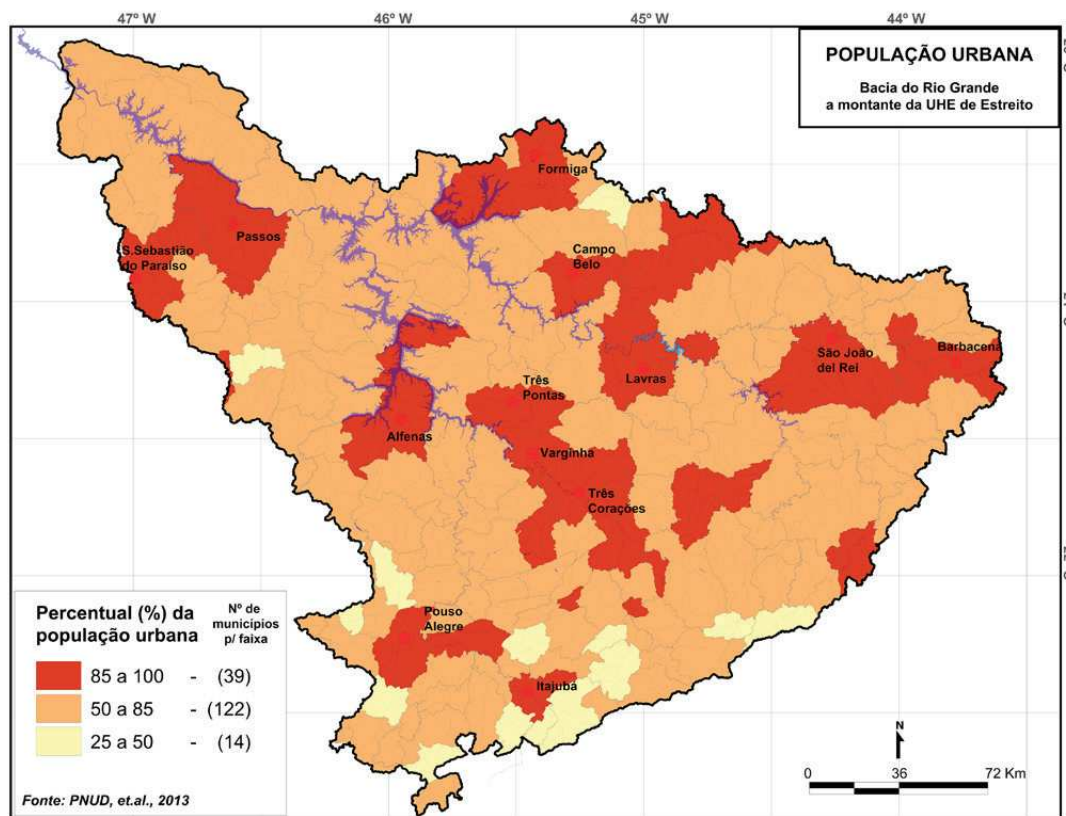 47° W
46° W
45° W
44° W
POPULAÇÃO URBANA
Bacia do Rio Grande
a montante da UHE de Estreito
Formiga
Passos
S.Sebastião
do Paraíso
Campo
Belo
São João
del Rei
Barbacena
Lavras
Três
Pontas
Alfenas
Varginha
Três
Corações
Pouso
Alegre
Itajubá
Percentual (%) da
população urbana
Nº de
municípios
p/ faixa
85 a 100 - (39)
50 a 85 - (122)
25 a 50 - (14)
Fonte: PNUD, et.al., 2013
N
0 36 72 Km